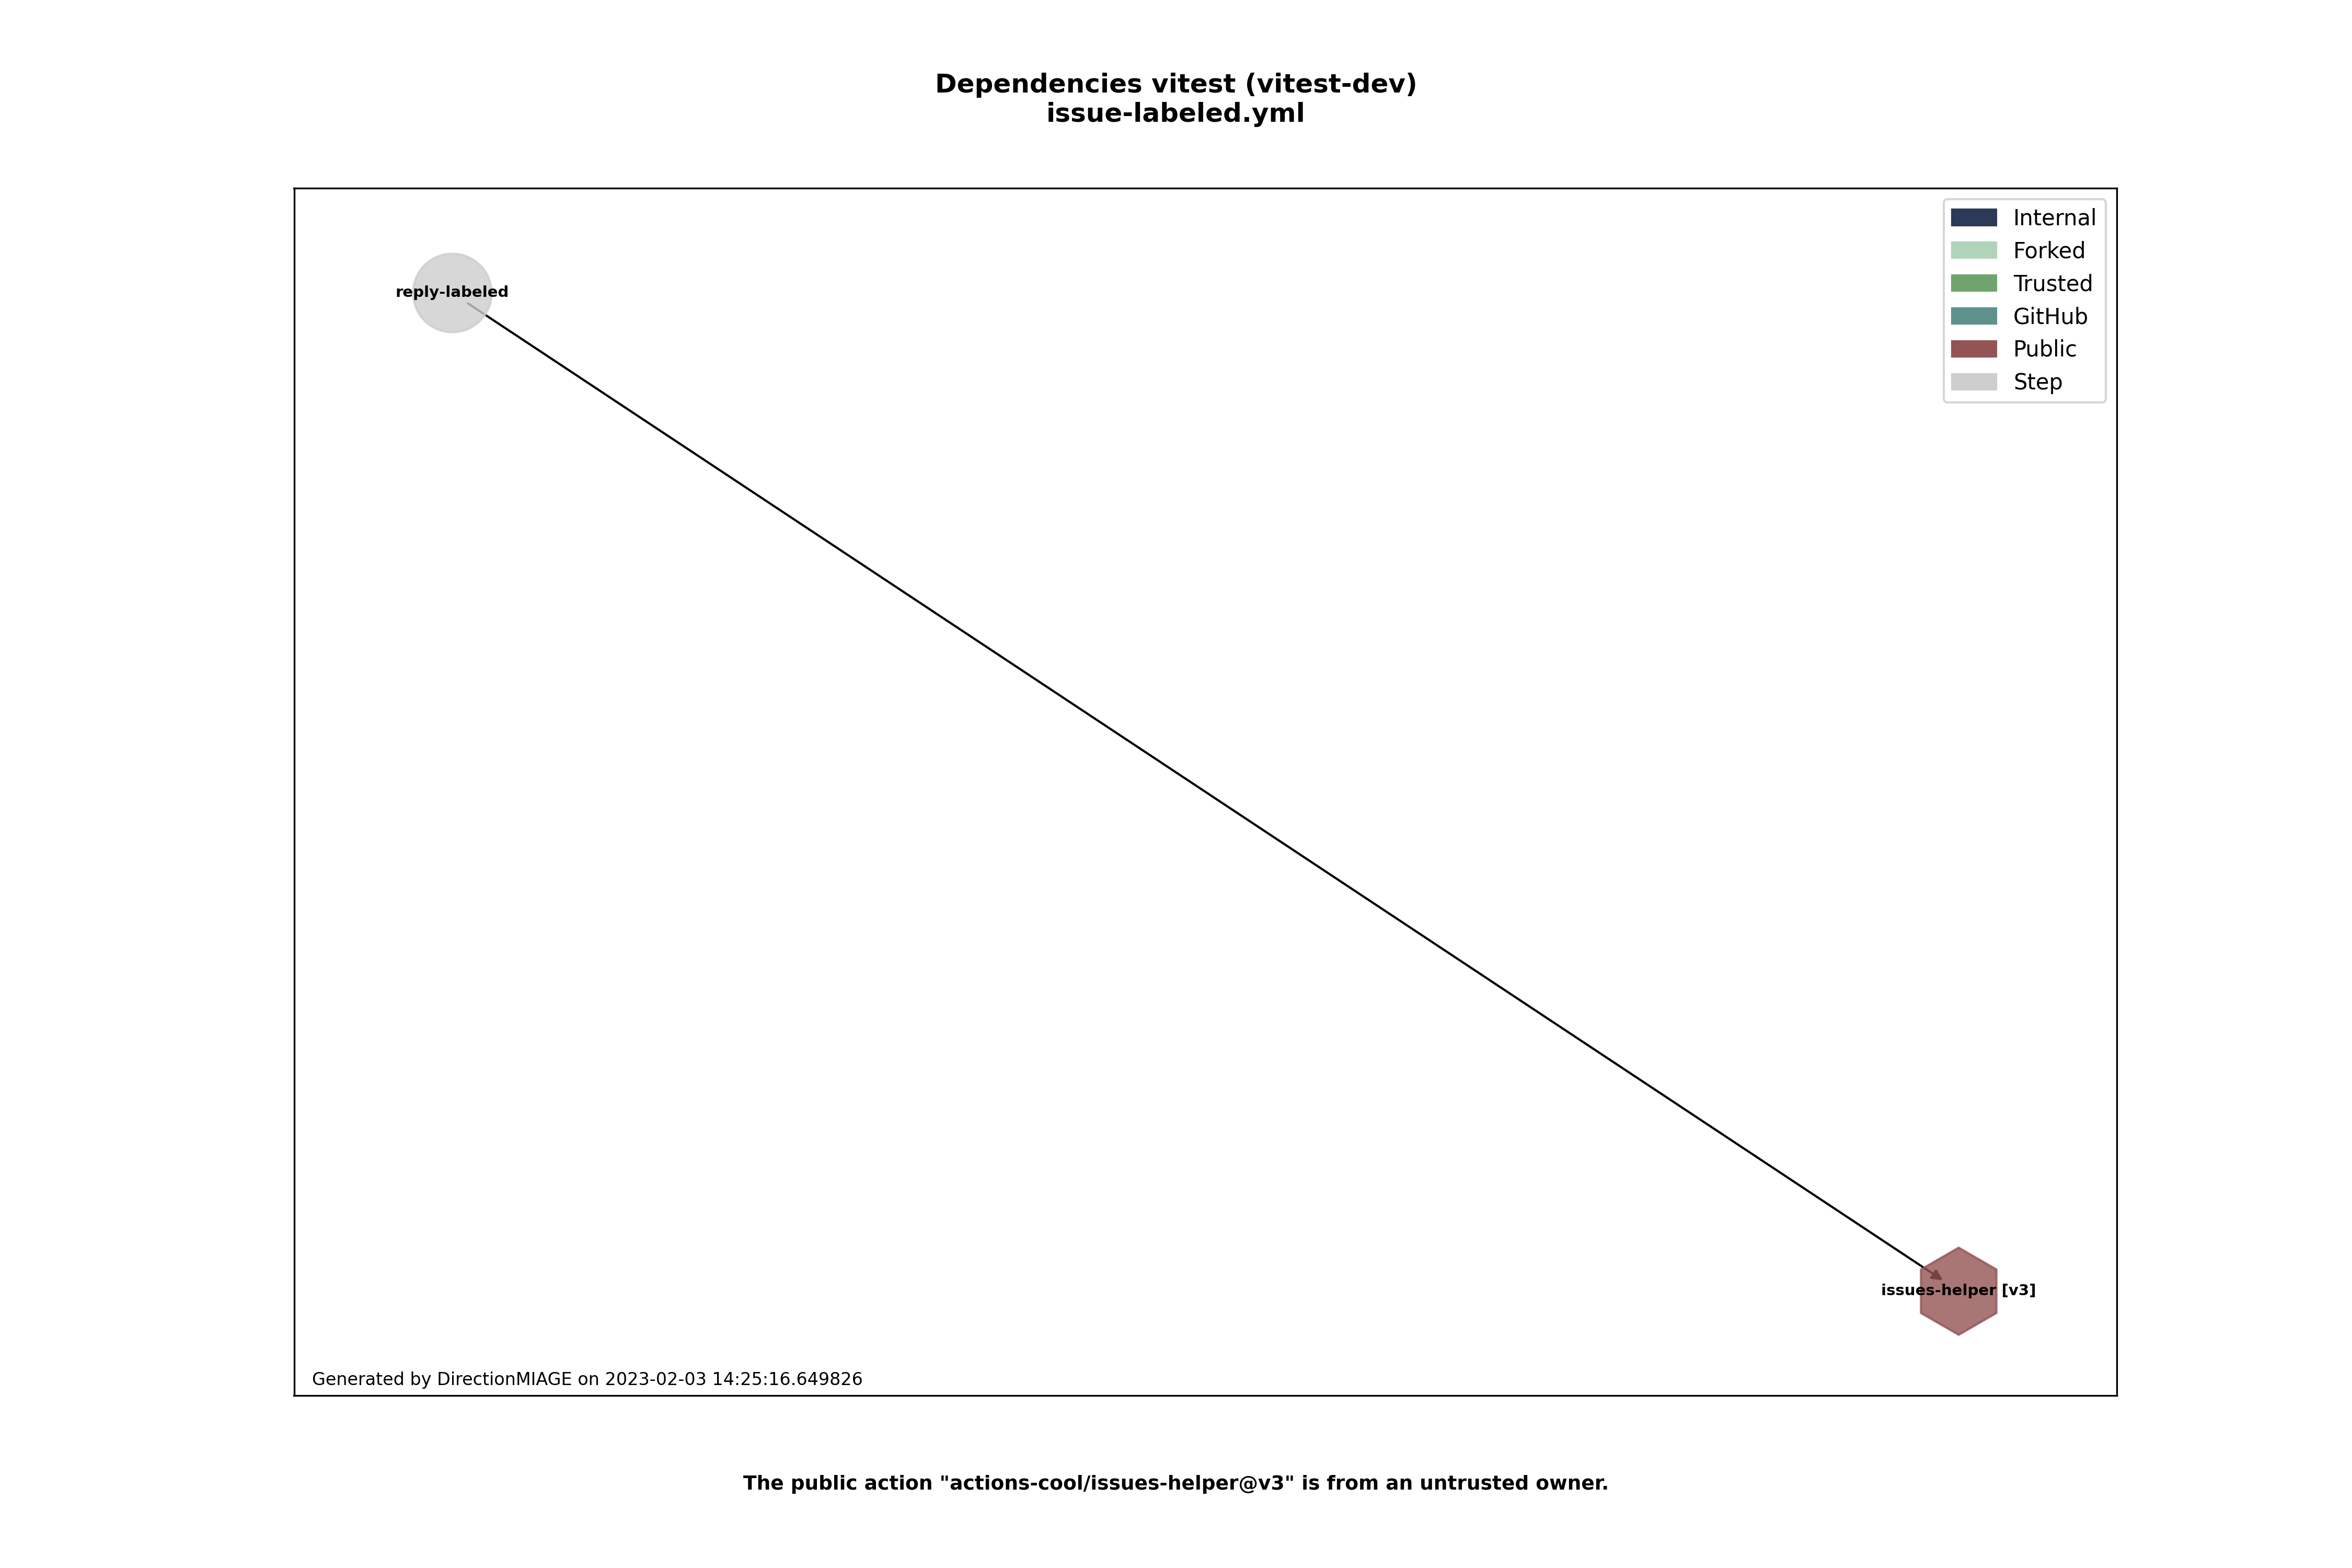 Dependencies vitest (vitest-dev)
issue-labeled.yml
Internal
Forked
Trusted
GitHub
Public
Step
reply-labeled
issues-helper [v3]
Generated by DirectionMIAGE on 2023-02-03 14:25:16.649826
The public action "actions-cool/issues-helper@v3" is from an untrusted owner.